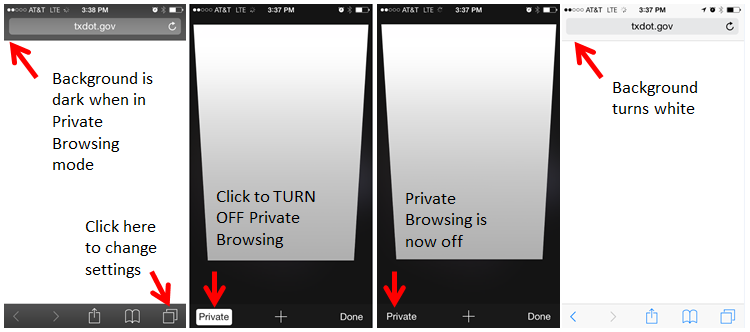 AT&T LTE 3:38 PM
txdot.gov
Background is
dark when in
Private
Browsing
mode
Click here
to change
settings
AT&T LTE 3:37 PM
Click to TURN
OFF Private
Browsing
Private
Done
AT&T LTE 3:37 PM
Private
Browsing is
now off
Private
Done
AT&T LTE 3:37 PM
txdot.gov
Background
turns white